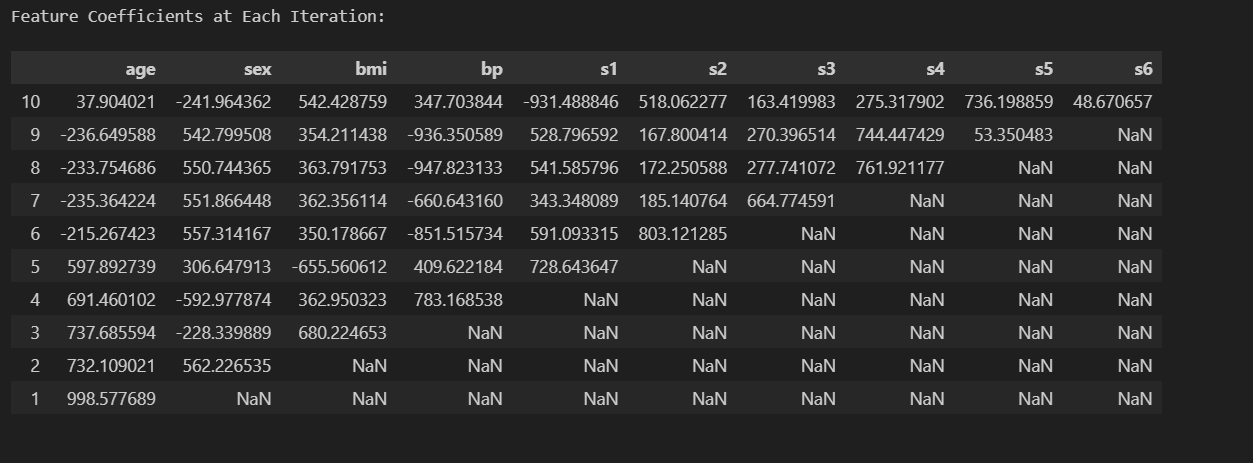 Feature Coefficients at Each Iteration:
age sex bmi bp s1 s2 s3 s4 s5 s6
10 37.904021 -241.964362 542.428759 347.703844 -931.488846 518.062277 163.419983 275.317902 736.198859 48.670657
9 -236.649588 542.799508 354.211438 -936.350589 528.796592 167.800414 270.396514 744.447429 53.350483 NaN
8 -233.754686 550.744365 363.791753 -947.823133 541.585796 172.250588 277.741072 761.921177 NaN NaN
7 -235.364224 551.866448 362.356114 -660.643160 343.348089 185.140764 664.774591 NaN NaN NaN
6 -215.267423 557.314167 350.178667 -851.515734 591.093315 803.121285 NaN NaN NaN NaN
5 597.892739 306.647913 -655.560612 409.622184 728.643647 NaN NaN NaN NaN NaN
4 691.460102 -592.977874 362.950323 783.168538 NaN NaN NaN NaN NaN NaN
3 737.685594 -228.339889 680.224653 NaN NaN NaN NaN NaN NaN NaN
2 732.109021 562.226535 NaN NaN NaN NaN NaN NaN NaN NaN
1 998.577689 NaN NaN NaN NaN NaN NaN NaN NaN NaN